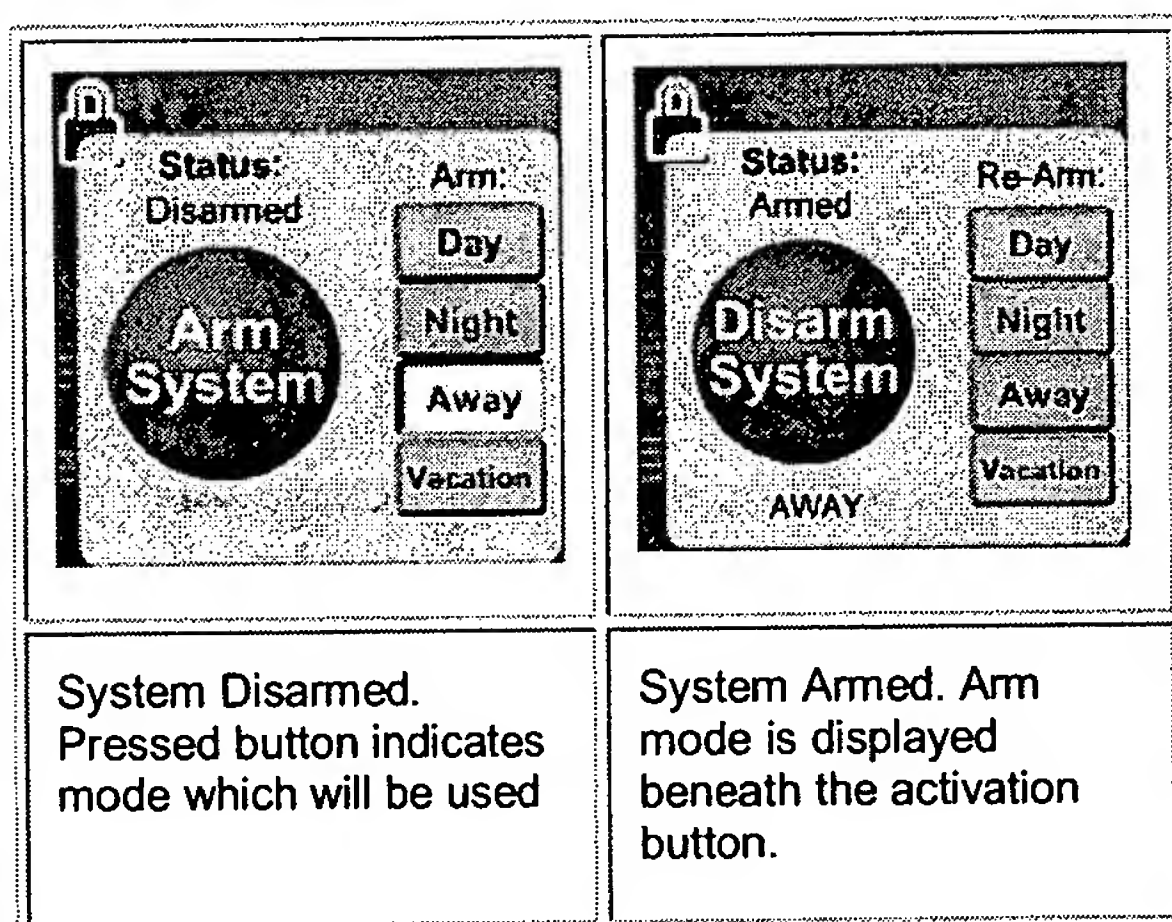 Status:
Disarmed
Arm:
Day
Arm
System
Night
Away
Vacation
Status:
Armed
Re-Arm:
Day
Disarm
System
Night
Away
Vacation
AWAY
System Disarmed.
Pressed button indicates
mode which will be used
System Armed. Arm
mode is displayed
beneath the activation
button.